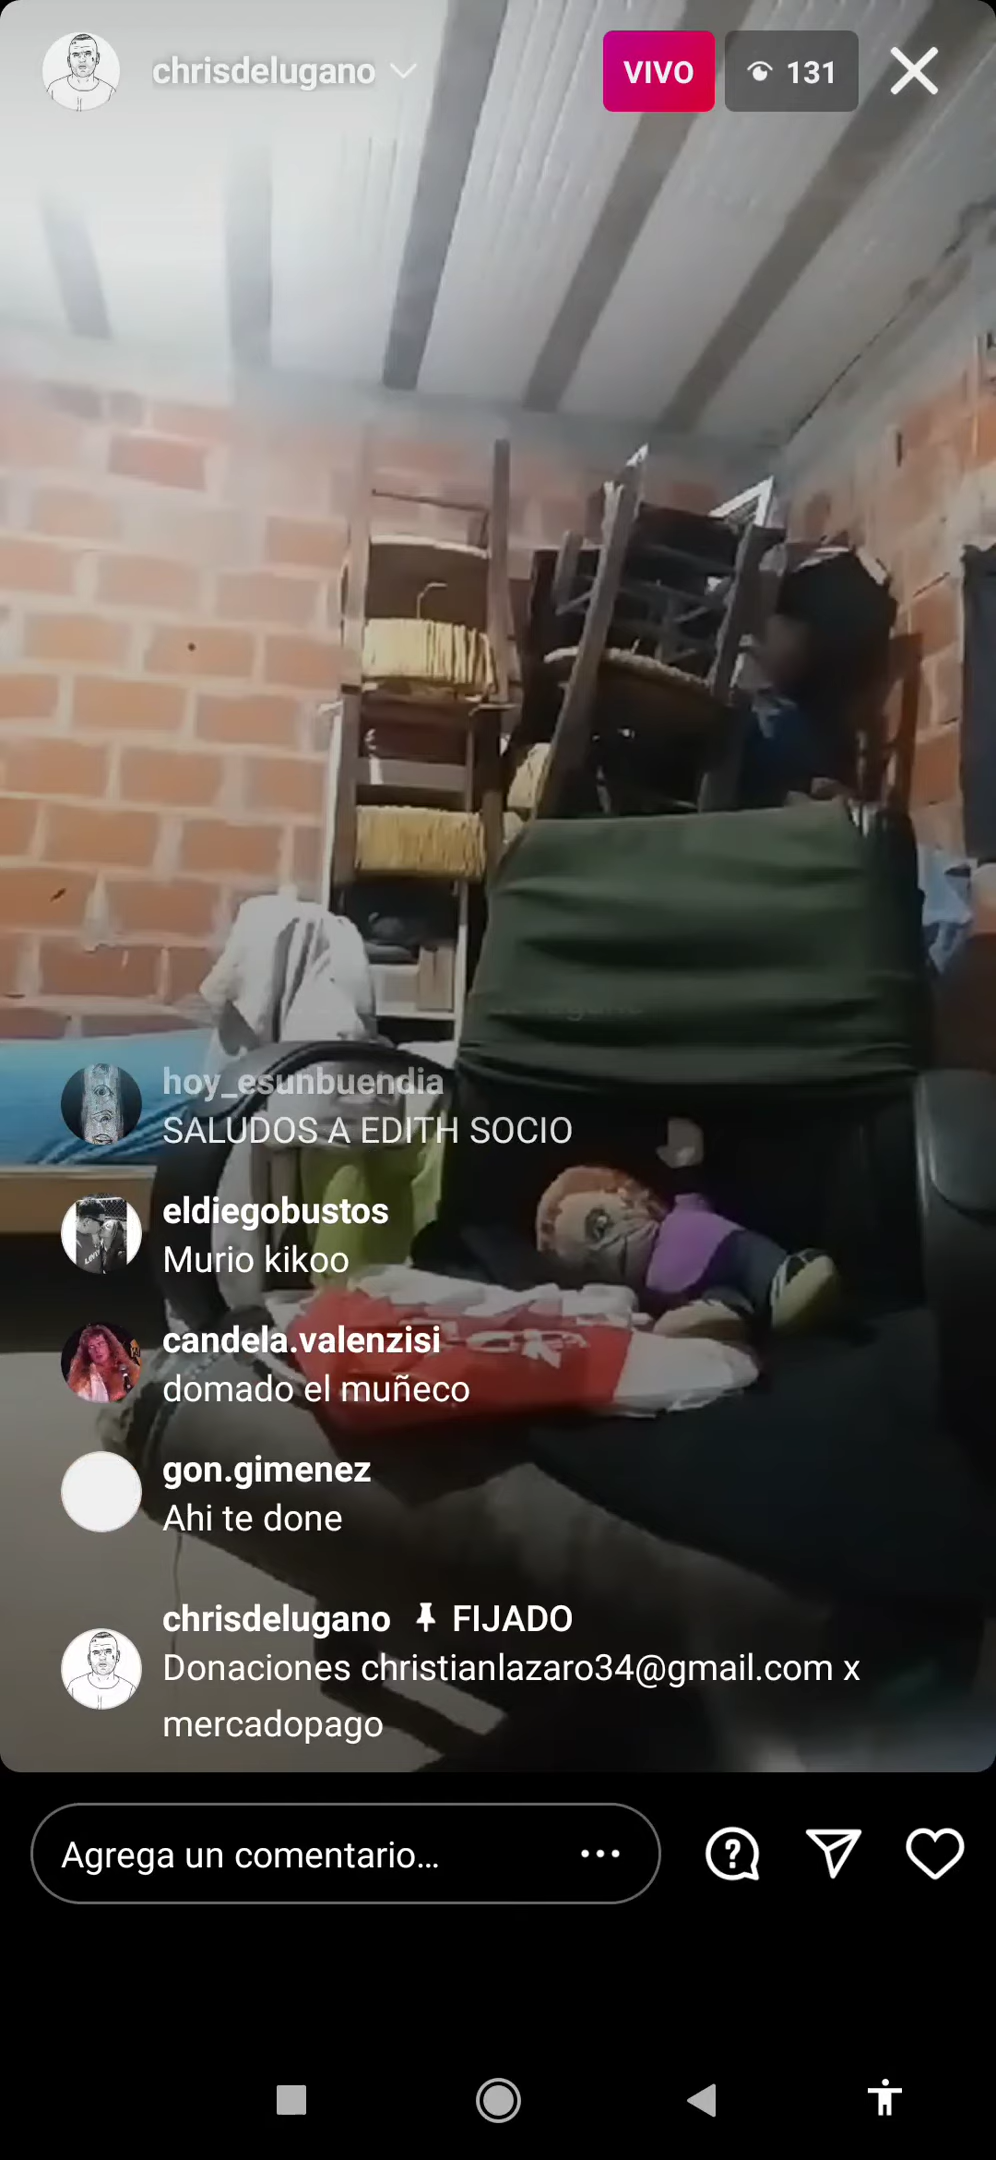 chrisdelugano
VIVO
131
hoy_esunbuendia
SALUDOS A EDITH SOCIO
eldiegobustos
Murio kikoo
candela.valenzisi
domado el muñeco
gon.gimenez
Ahi te done
chrisdelugano FIJADO
Donaciones christianlazaro34@gmail.com x
mercadopago
Agrega un comentario...